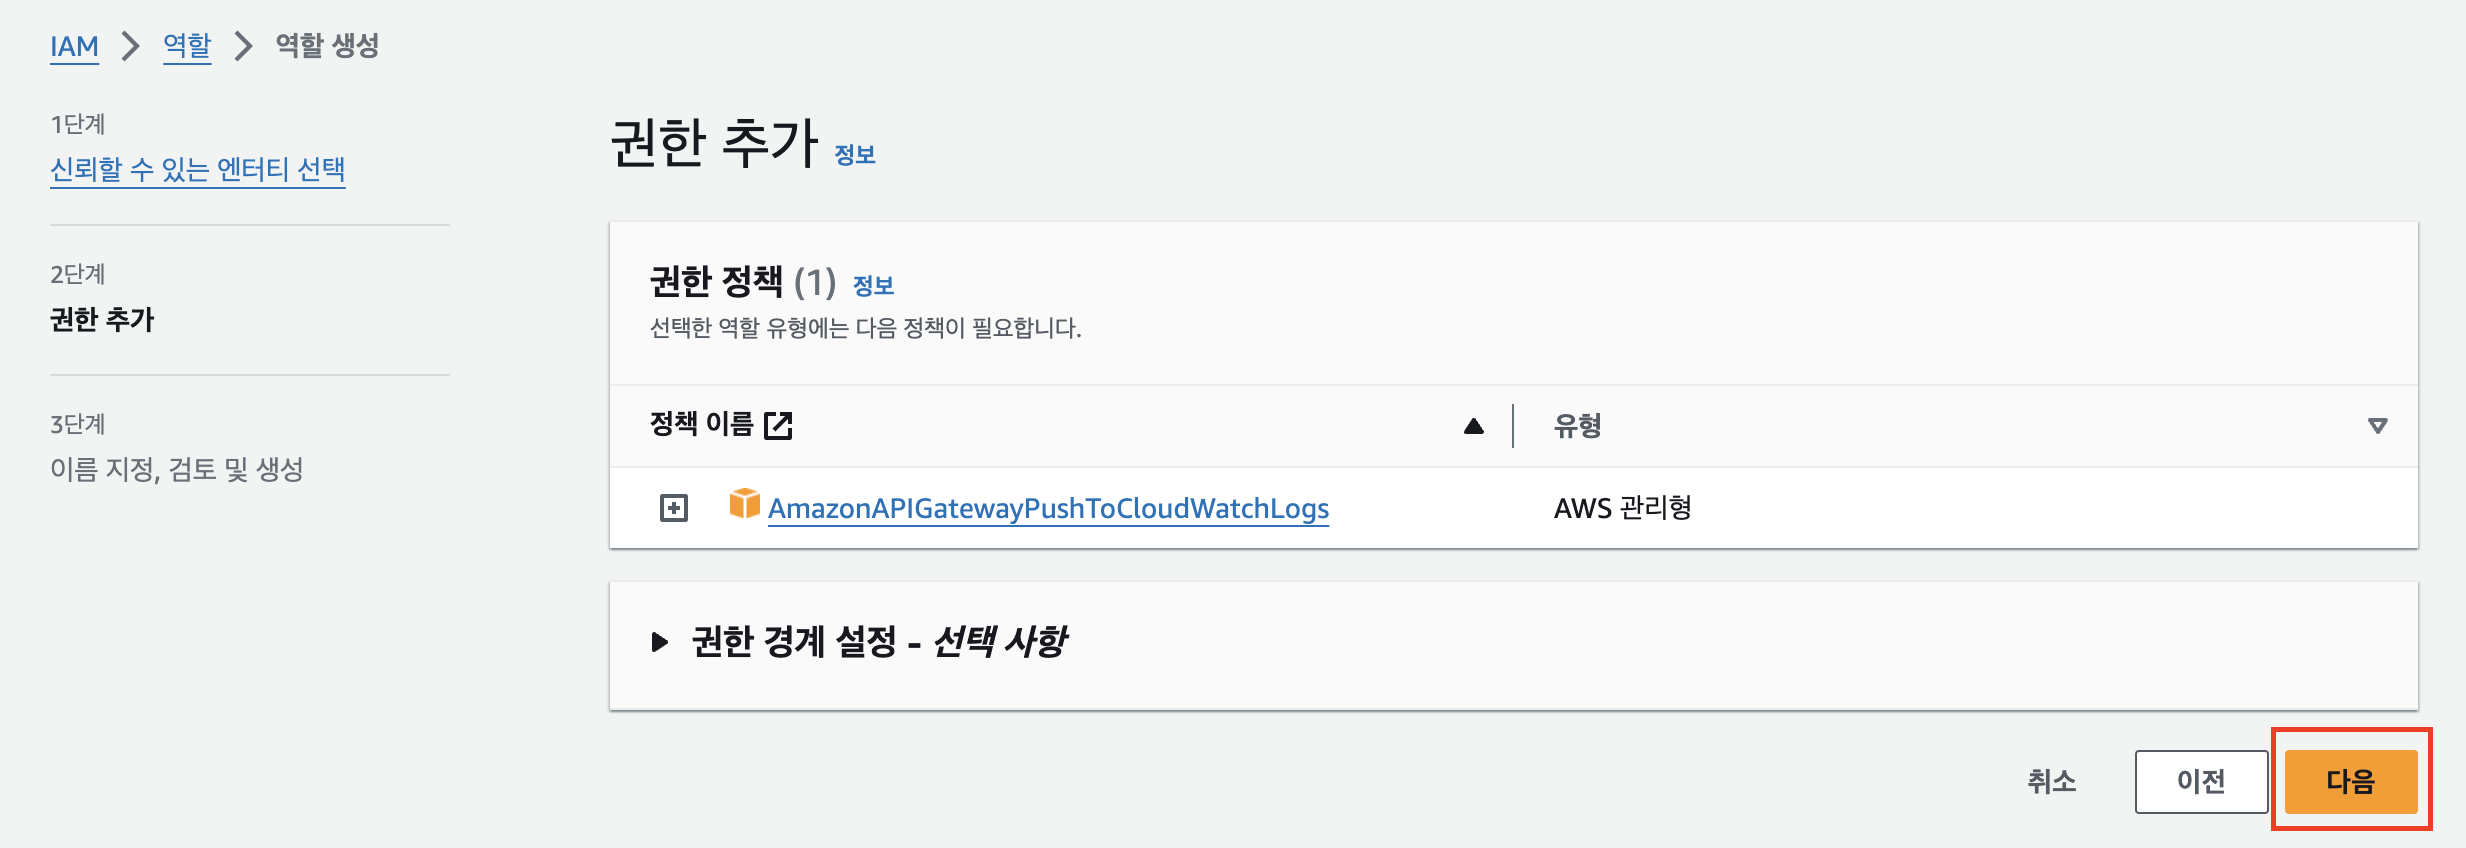 IAM 역할 역할 생성
1단계
신뢰할 수 있는 엔터티 선택
2단계
권한 추가
3단계
이름 지정, 검토 및 생성
권한 추가 정보
권한 정책 (1) 정보
선택한 역할 유형에는 다음 정책이 필요합니다.
정책 이름 유형
AmazonAPIGatewayPushToCloudWatchLogs AWS 관리형
권한 경계 설정 - 선택 사항
취소 이전 다음